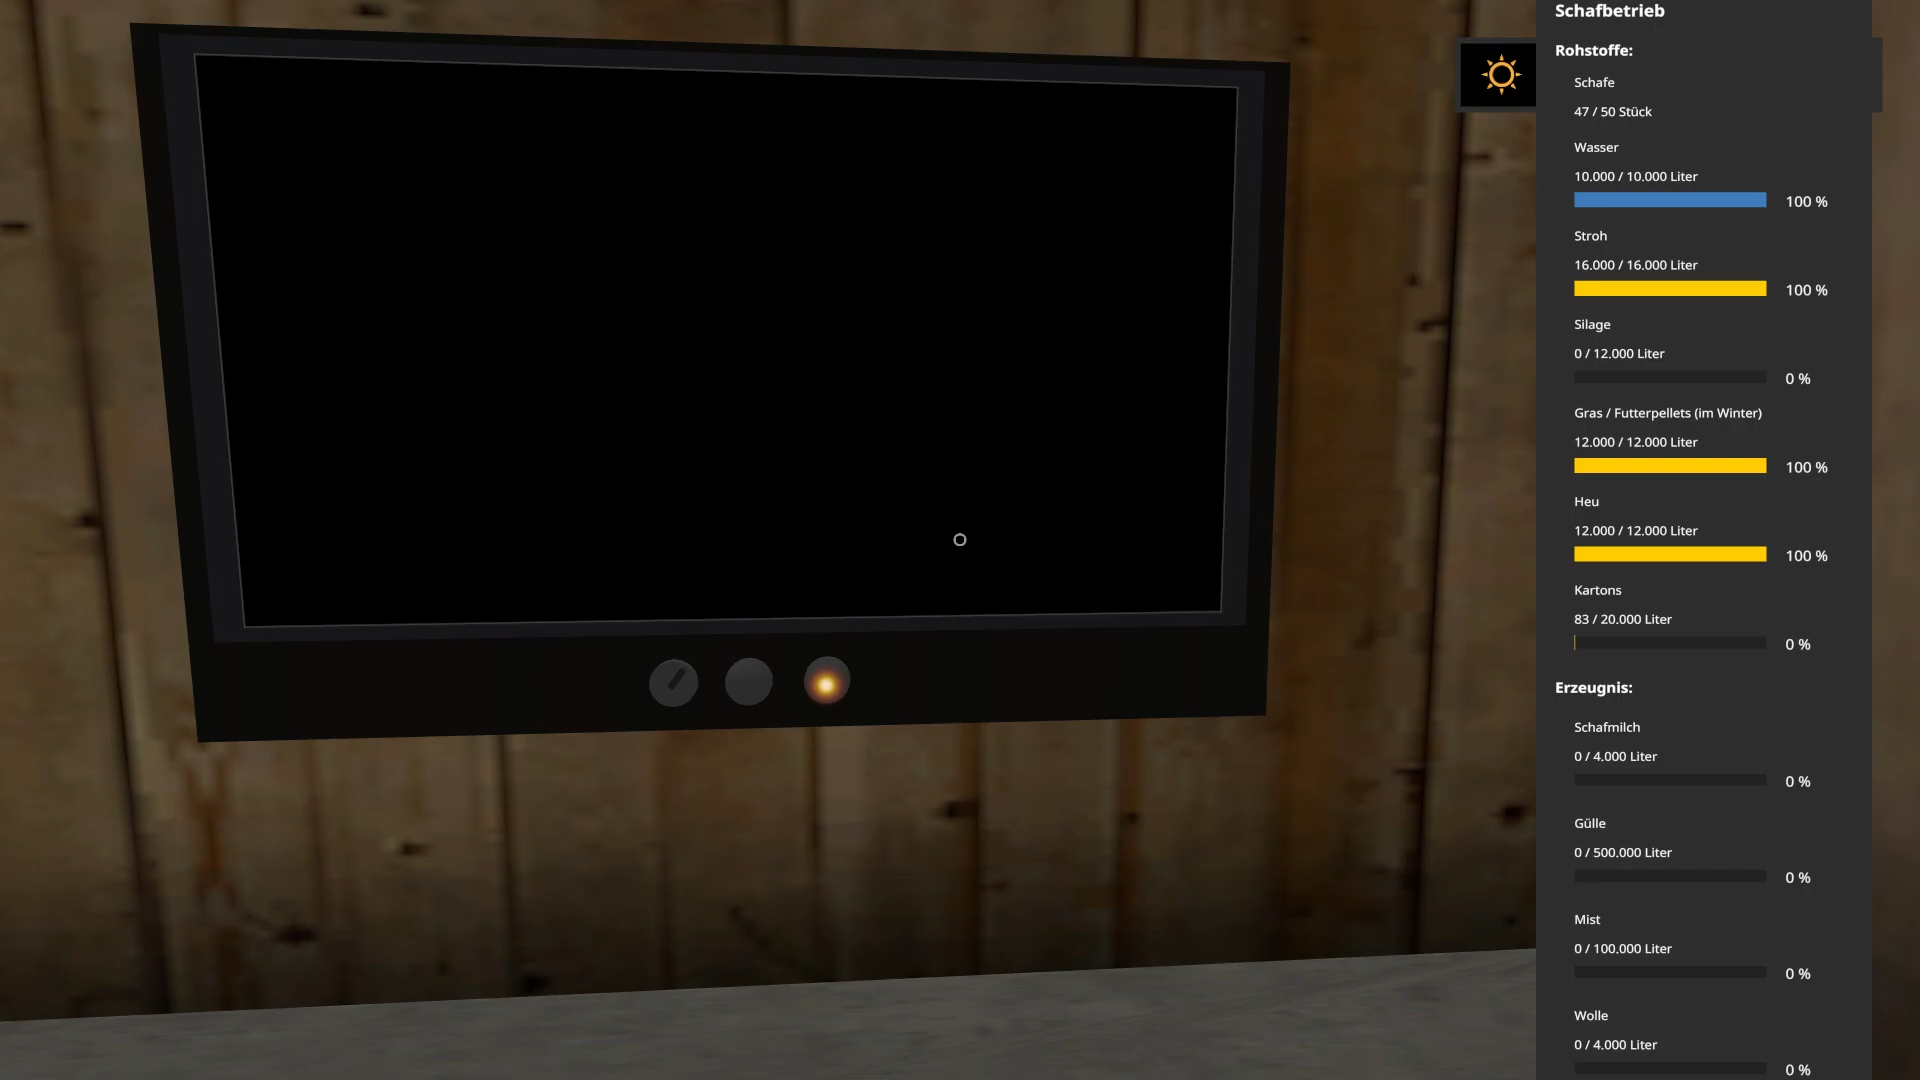 Schafbetrieb
Rohstoffe:
Schafe
47 / 50 Stück
Wasser
10.000 / 10.000 Liter
100 %
Stroh
16.000 / 16.000 Liter
100 %
Silage
0 / 12.000 Liter
0 %
Gras / Futterpellets (im Winter)
12.000 / 12.000 Liter
100 %
Heu
12.000 / 12.000 Liter
100 %
Kartons
83 / 20.000 Liter
0 %
Erzeugnis:
Schafmilch
0 / 4.000 Liter
0 %
Gülle
0 / 500.000 Liter
0 %
Mist
0 / 100.000 Liter
0 %
Wolle
0 / 4.000 Liter
0 %